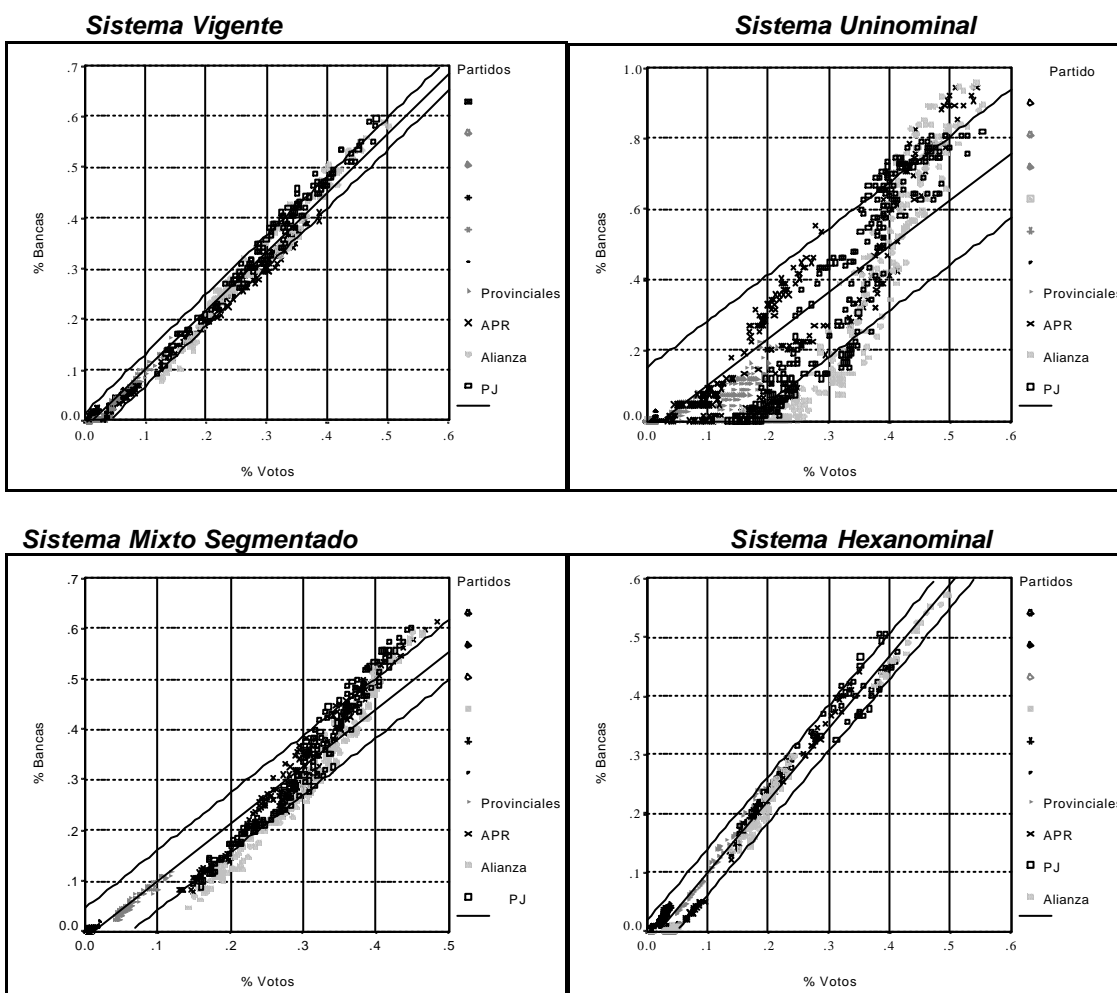 Sistema Vigente
.7
.6
.5
.4
.3
.2
.1
0.0
0.0 .1 .2 .3 .4 .5 .6
% Bancas
% Votos
Partidos
Provinciales
APR
Alianza
PJ
Sistema Uninominal
1.0
.8
.6
.4
.2
0.0
0.0 .1 .2 .3 .4 .5 .6
% Bancas
% Votos
Partido
Provinciales
APR
Alianza
PJ
Sistema Mixto Segmentado
.7
.6
.5
.4
.3
.2
.1
0.0
0.0 .1 .2 .3 .4 .5
% Bancas
% Votos
Partidos
Provinciales
APR
Alianza
PJ
Sistema Hexanominal
.6
.5
.4
.3
.2
.1
0.0
0.0 .1 .2 .3 .4 .5 .6
% Bancas
% Votos
Partidos
Provinciales
APR
PJ
Alianza